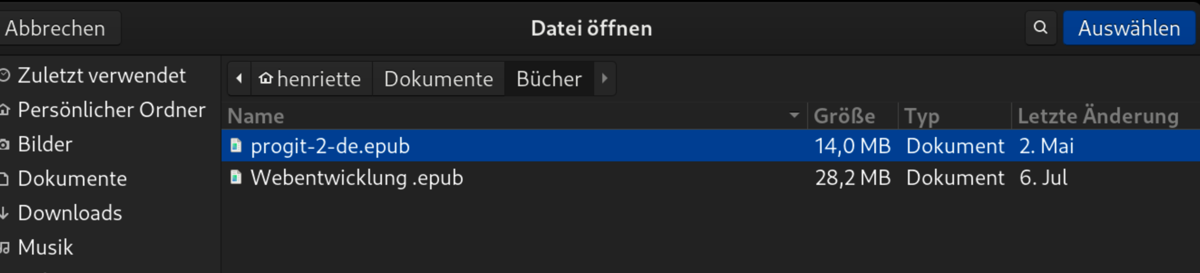 Abbrechen Datei öffnen Auswählen
Zuletzt verwendet
Persönlicher Ordner
Bilder
Dokumente
Downloads
Musik
henriette Dokumente Bücher
Name Größe Typ Letzte Änderung
progit-2-de.epub 14,0 MB Dokument 2. Mai
Webentwicklung .epub 28,2 MB Dokument 6. Jul